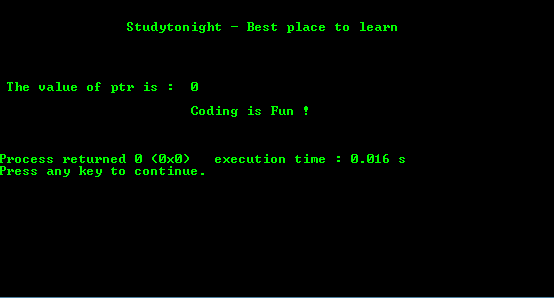 Studytonight - Best place to learn
The value of ptr is : 0
Coding is Fun !
Process returned 0 (0x0) execution time : 0.016 s
Press any key to continue.